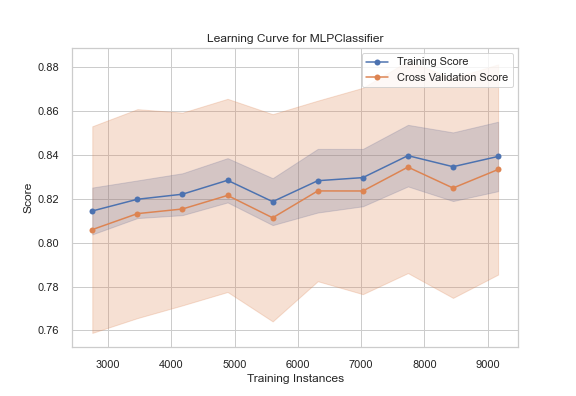 Learning Curve for MLPClassifier
Training Score
Cross Validation Score
0.88
0.86
0.84
0.82
0.80
0.78
0.76
Score
3000 4000 5000 6000 7000 8000 9000
Training Instances